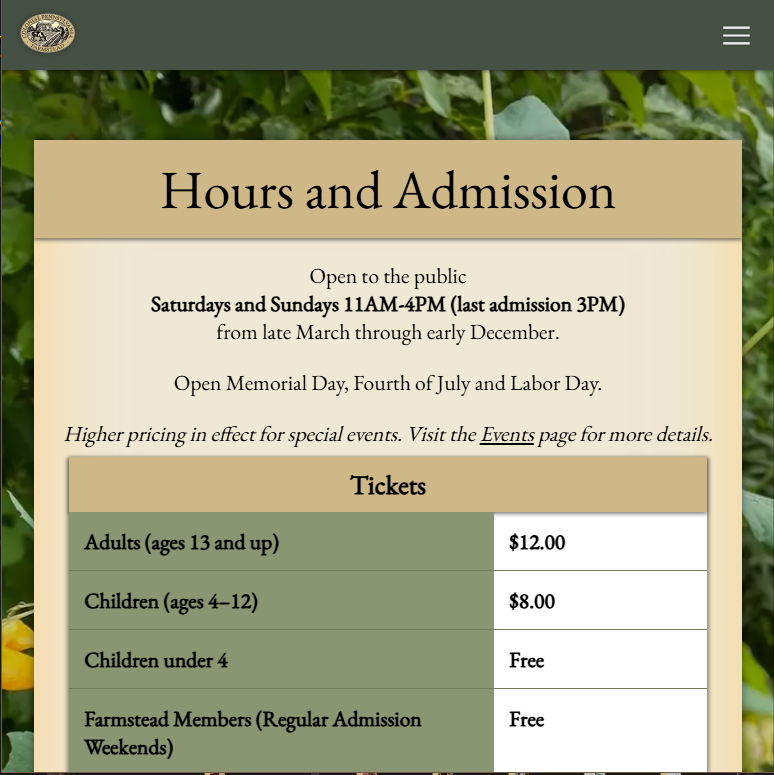 COLONIAL PENNSYLVANIA
FARMSTEAD
Hours and Admission
Open to the public
Saturdays and Sundays 11AM-4PM (last admission 3PM)
from late March through early December.
Open Memorial Day, Fourth of July and Labor Day.
Higher pricing in effect for special events. Visit the Events page for more details.
Tickets
Adults (ages 13 and up) $12.00
Children (ages 4–12) $8.00
Children under 4 Free
Farmstead Members (Regular Admission Free
Weekends)